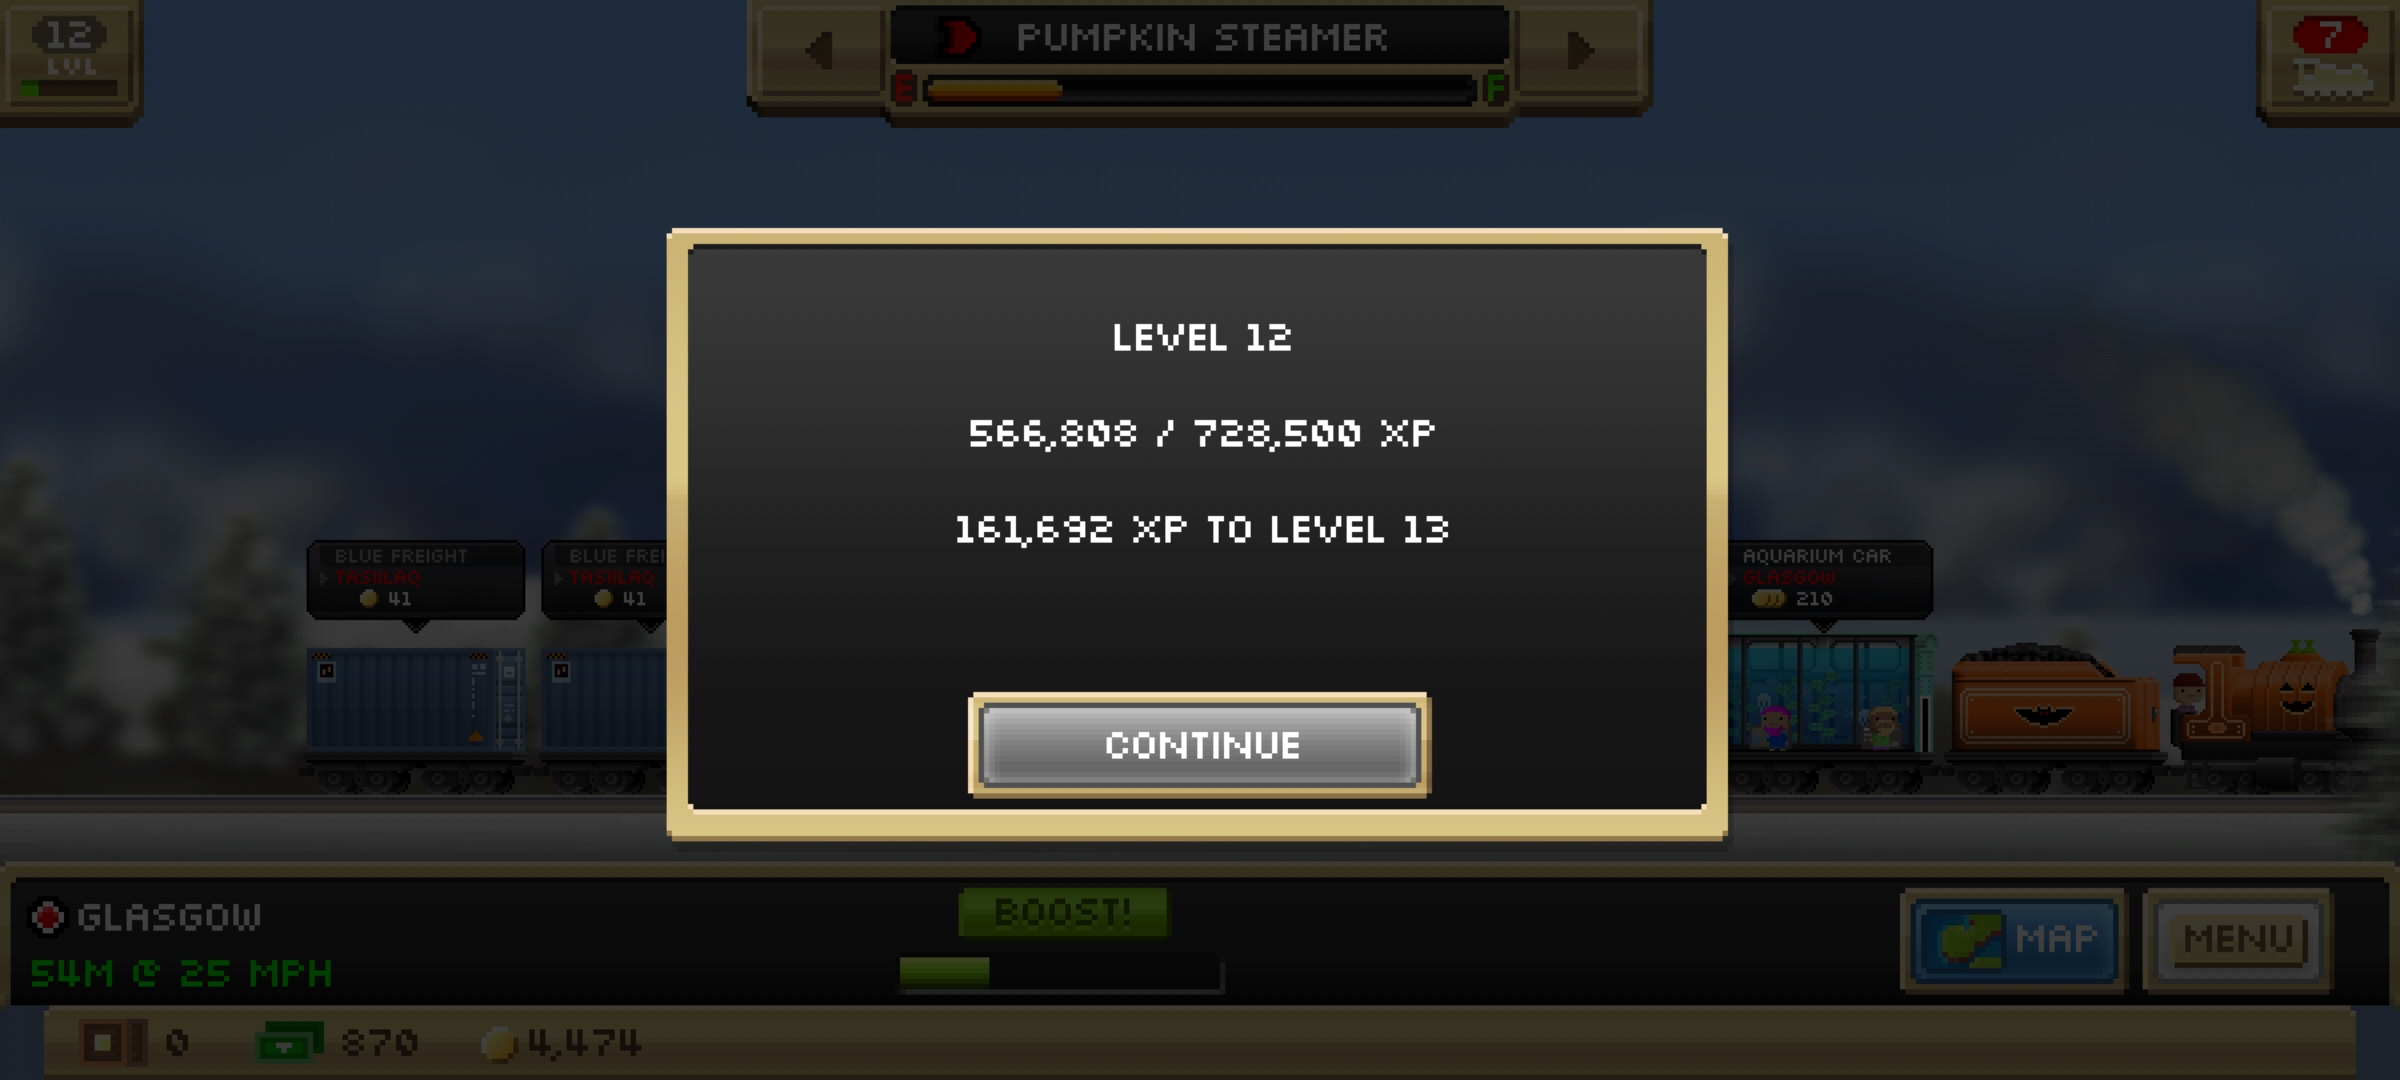 12
LVL
PUMPKIN STEAMER
E
F
7
LEVEL 12
566,808 / 728,500 XP
161,692 XP TO LEVEL 13
CONTINUE
BLUE FREIGHT
TASIILAQ
41
BLUE FREI
TASIILAQ
41
AQUARIUM CAR
GLASGOW
210
GLASGOW
54M @ 25 MPH
BOOST!
MAP
MENU
0
870
4,474